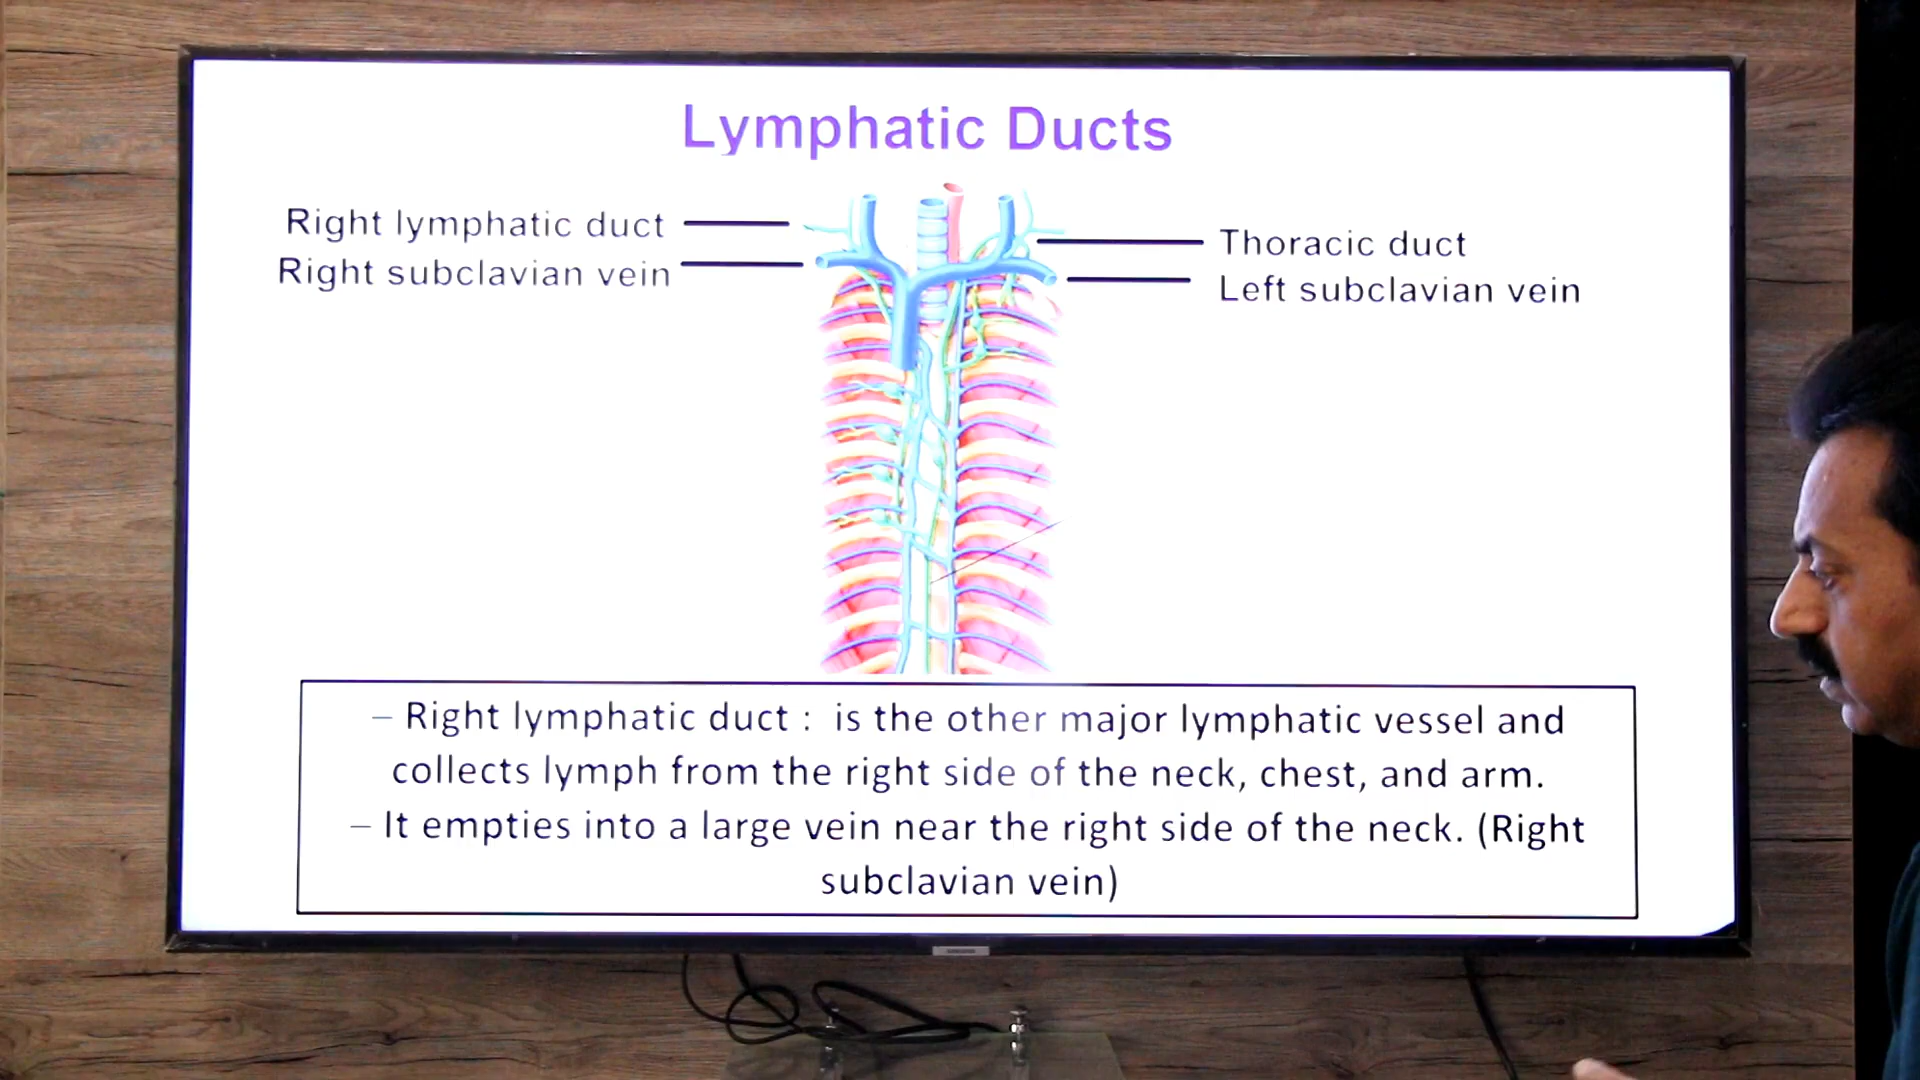 Lymphatic Ducts
Right lymphatic duct
Right subclavian vein
Thoracic duct
Left subclavian vein
– Right lymphatic duct : is the other major lymphatic vessel and
collects lymph from the right side of the neck, chest, and arm.
– It empties into a large vein near the right side of the neck. (Right
subclavian vein)